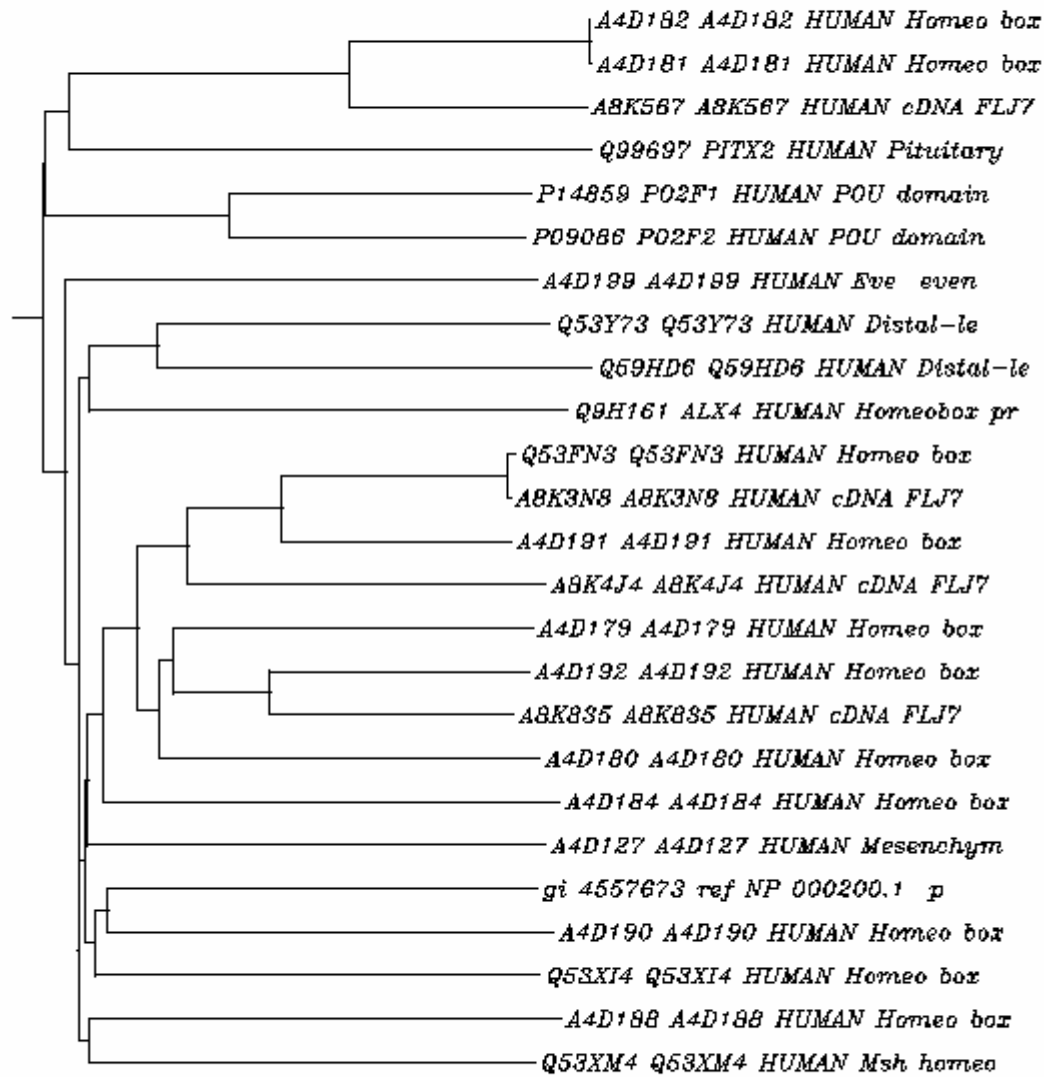 A4D182 A4D182 HUMAN Homeo box
A4D181 A4D181 HUMAN Homeo box
A8K567 A8K567 HUMAN cDNA FLJ7
Q99697 PITX2 HUMAN Pituitary
P14859 PO2F1 HUMAN POU domain
P09086 PO2F2 HUMAN POU domain
A4D199 A4D199 HUMAN Eve even
Q53Y73 Q53Y73 HUMAN Distal-le
Q59HD6 Q59HD6 HUMAN Distal-le
Q9H161 ALX4 HUMAN Homeobox pr
Q53FN3 Q53FN3 HUMAN Homeo box
A8K3N8 A8K3N8 HUMAN cDNA FLJ7
A4D191 A4D191 HUMAN Homeo box
A8K4J4 A8K4J4 HUMAN cDNA FLJ7
A4D179 A4D179 HUMAN Homeo box
A4D192 A4D192 HUMAN Homeo box
A8K835 A8K835 HUMAN cDNA FLJ7
A4D180 A4D180 HUMAN Homeo box
A4D184 A4D184 HUMAN Homeo box
A4D127 A4D127 HUMAN Mesenchym
gi 4557673 ref NP 000200.1 p
A4D190 A4D190 HUMAN Homeo box
Q53XI4 Q53XI4 HUMAN Homeo box
A4D188 A4D188 HUMAN Homeo box
Q53XM4 Q53XM4 HUMAN Msh homeo